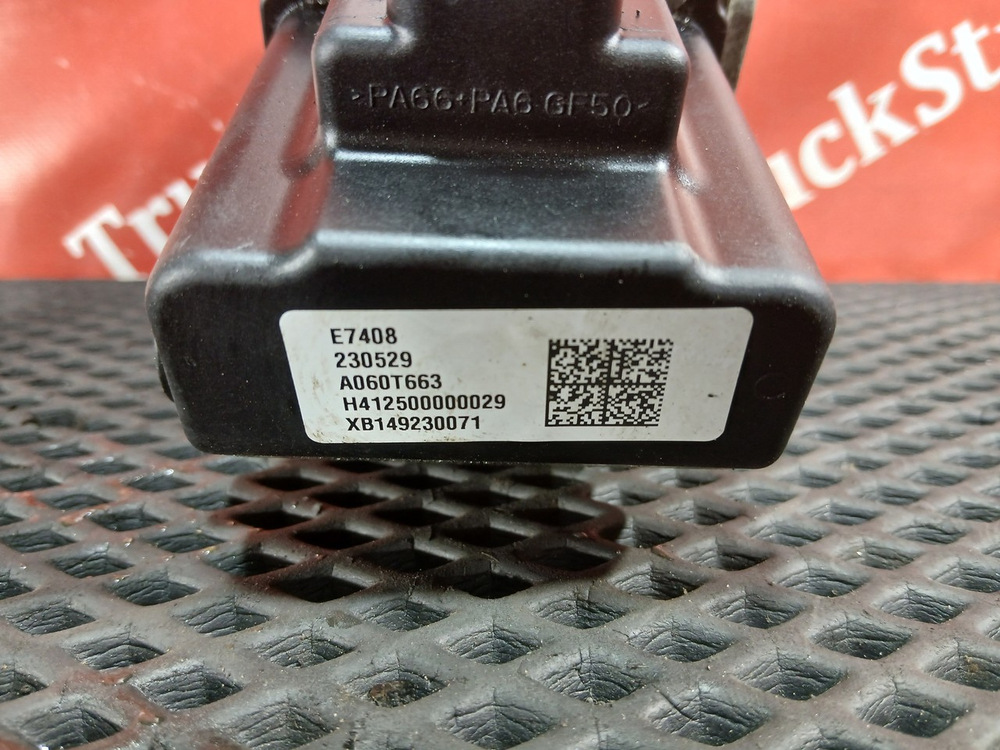 >PA66+PA6 GF50<
E7408
230529
A060T663
H412500000029
XB149230071